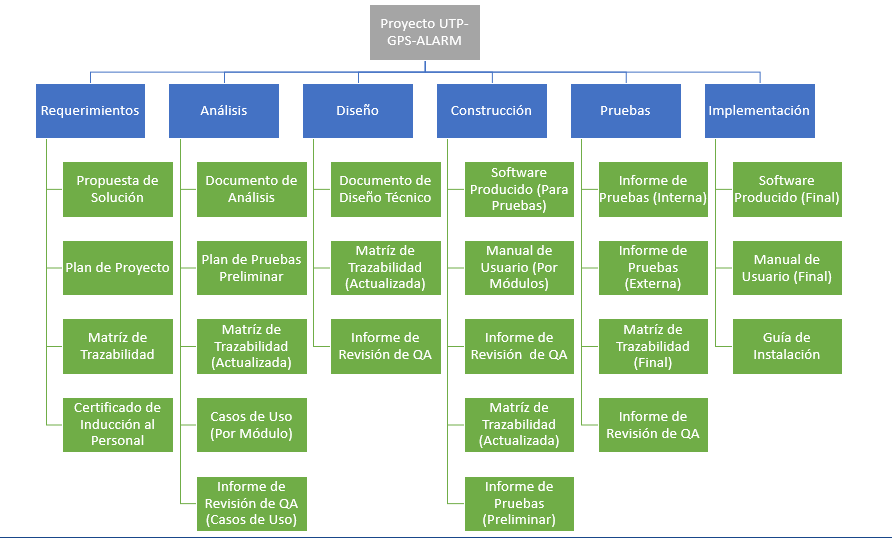 Proyecto UTP-
GPS-ALARM
Requerimientos
Análisis
Diseño
Construcción
Pruebas
Implementación
Propuesta de
Solución
Plan de Proyecto
Matríz de
Trazabilidad
Certificado de
Inducción al
Personal
Documento de
Análisis
Plan de Pruebas
Preliminar
Matríz de
Trazabilidad
(Actualizada)
Casos de Uso
(Por Módulo)
Informe de
Revisión de QA
(Casos de Uso)
Documento de
Diseño Técnico
Matríz de
Trazabilidad
(Actualizada)
Informe de
Revisión de QA
Software
Producido (Para
Pruebas)
Manual de
Usuario (Por
Módulos)
Informe de
Revisión  de QA
Matríz de
Trazabilidad
(Actualizada)
Informe de
Pruebas
(Preliminar)
Informe de
Pruebas (Interna)
Informe de
Pruebas
(Externa)
Matríz de
Trazabilidad
(Final)
Informe de
Revisión de QA
Software
Producido (Final)
Manual de
Usuario (Final)
Guía de
Instalación